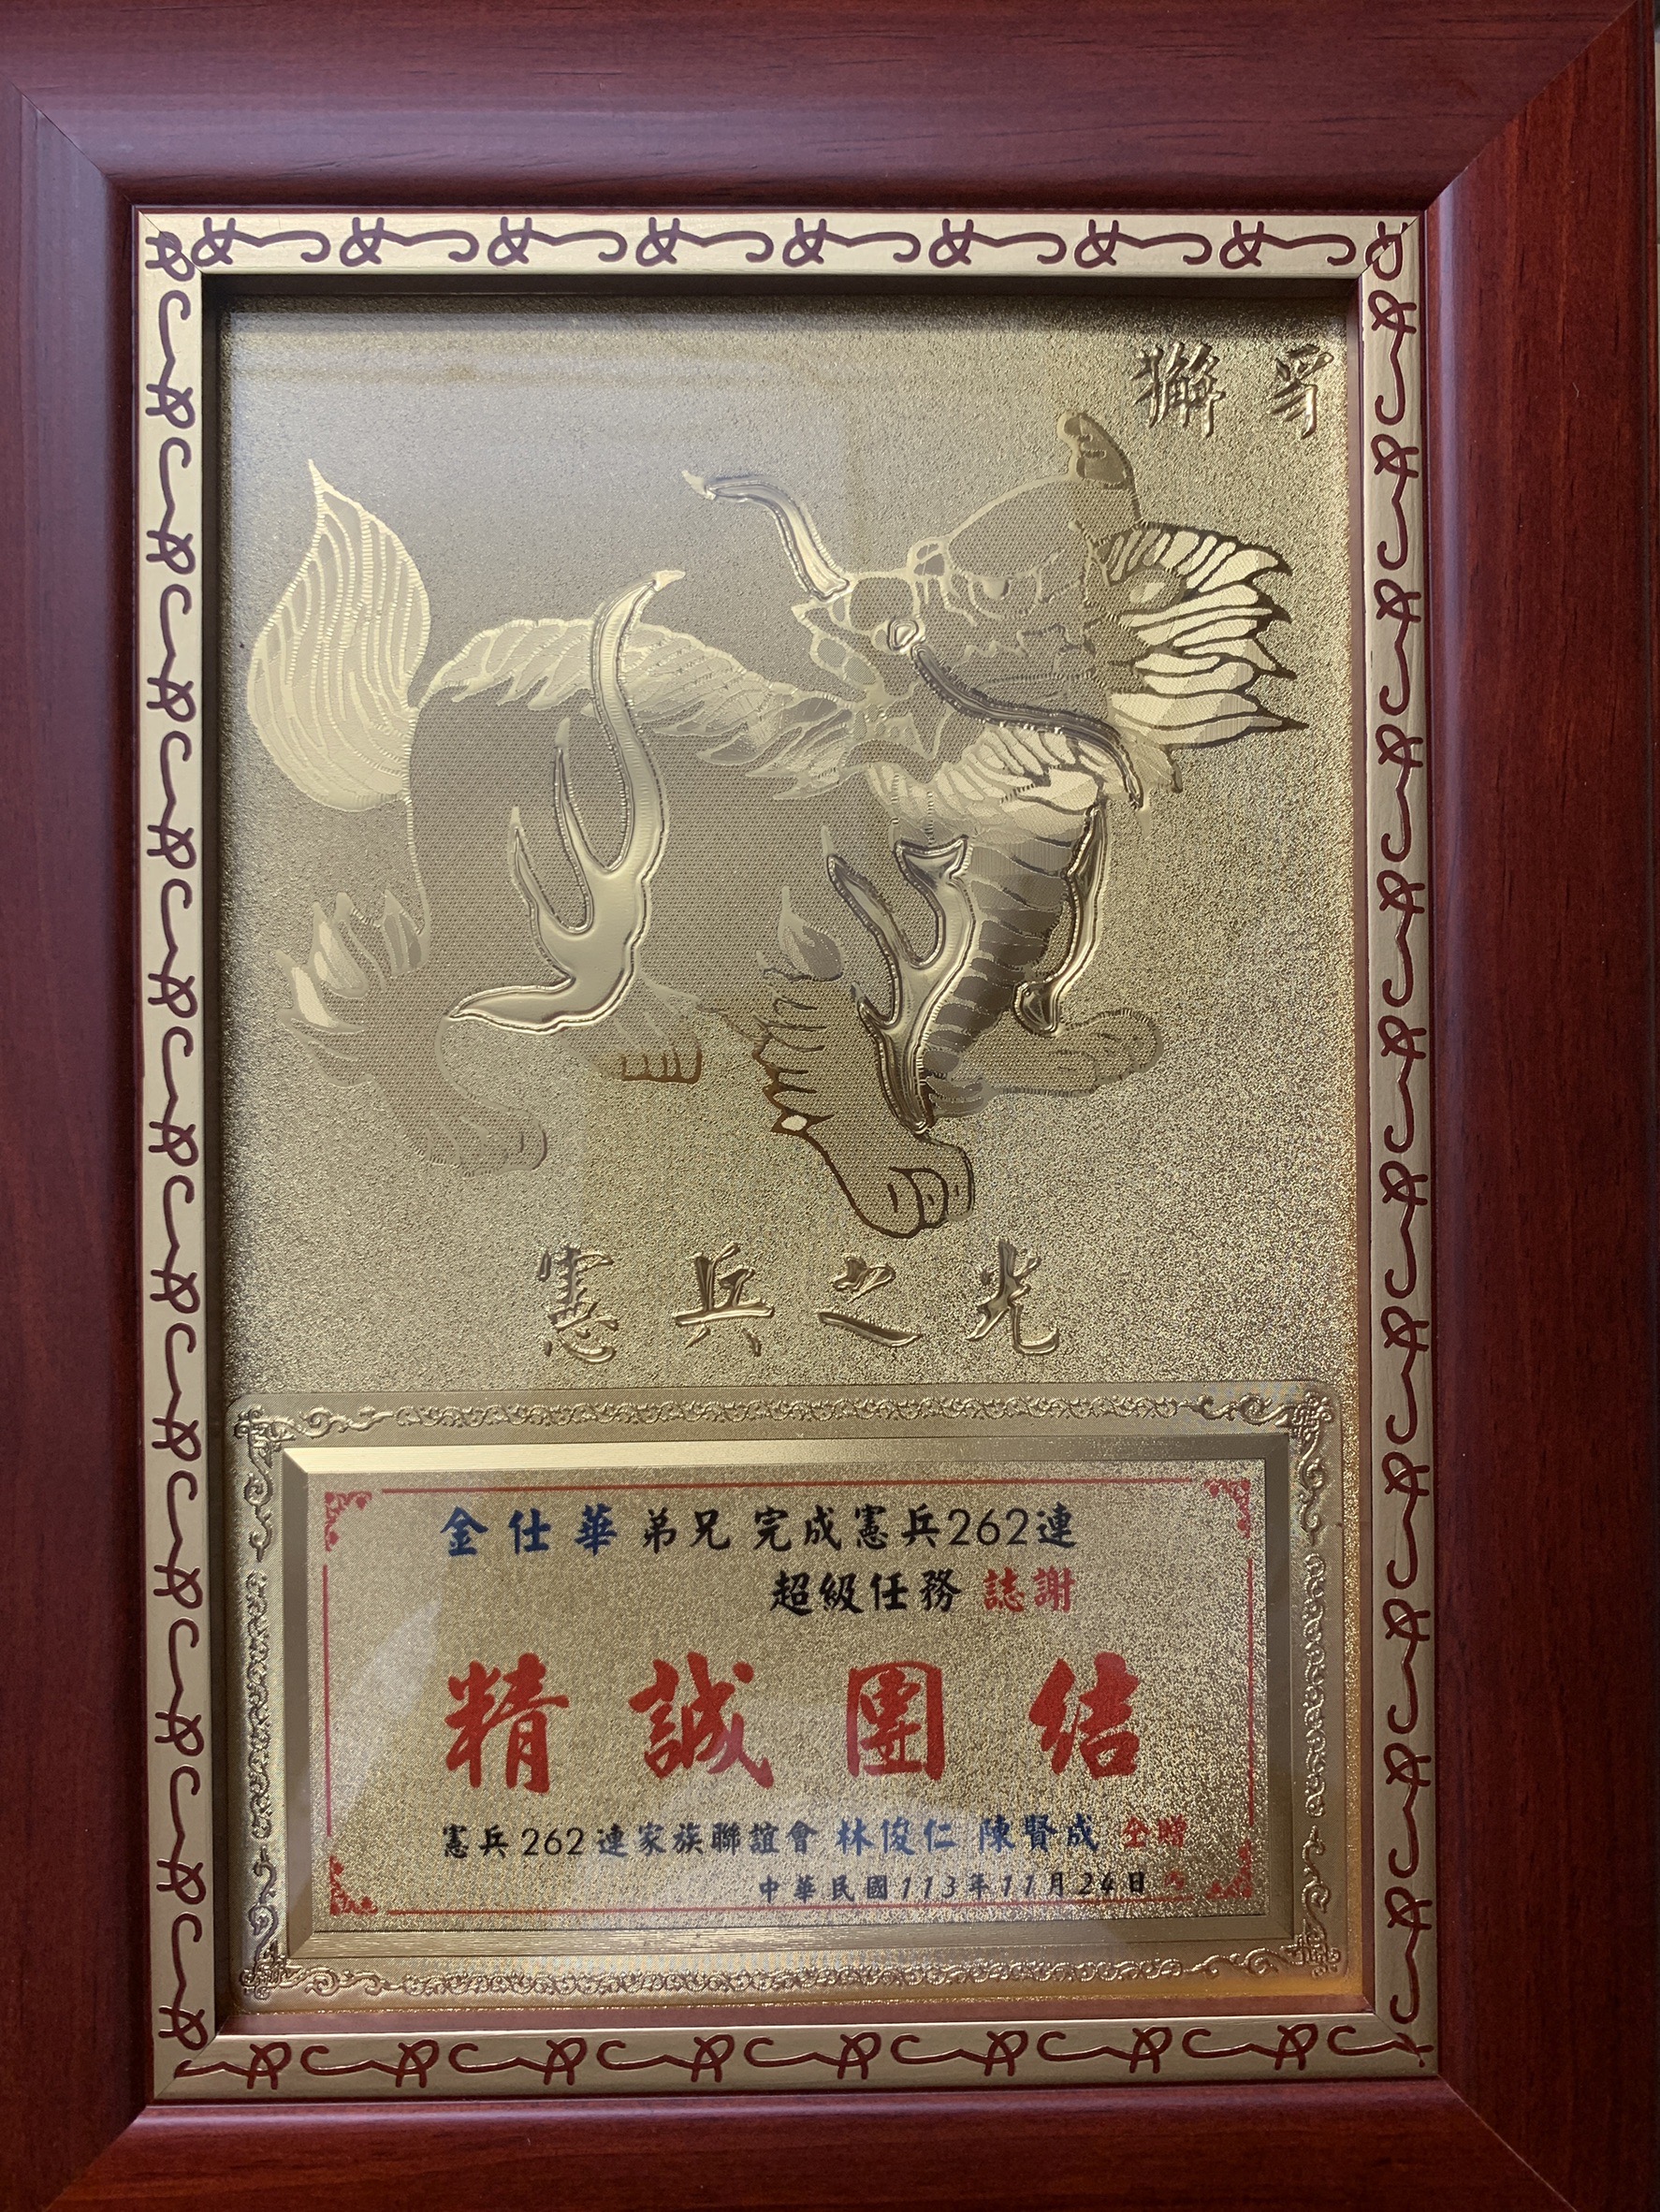 獬豸
憲兵之光
金仕華弟兄 完成憲兵262連
超級任務 誌謝
精誠團結
憲兵262連家族聯誼會 林俊仁 陳賢成 仝贈
中華民國113年11月24日